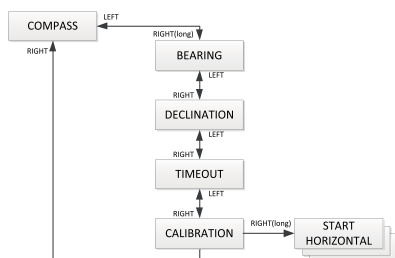 LEFT
COMPASS
RIGHT(long)
RIGHT
BEARING
LEFT
RIGHT
DECLINATION
LEFT
RIGHT
TIMEOUT
LEFT
RIGHT
RIGHT(long)
CALIBRATION
START
HORIZONTAL